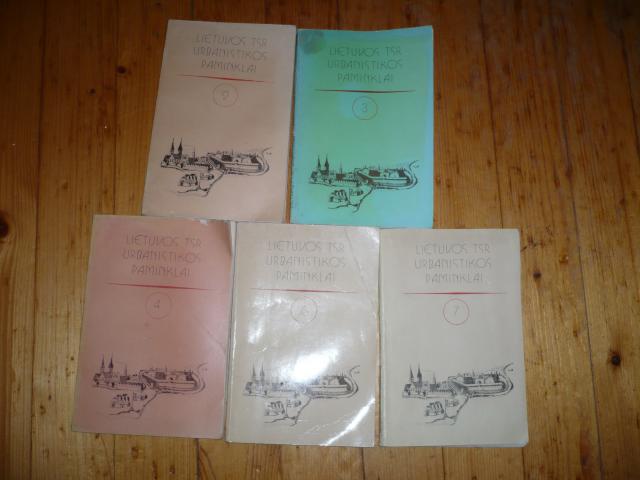 LIETUVOS TSR
URBANISTIKOS
PAMINKLAI
2
LIETUVOS TSR
URBANISTIKOS
PAMINKLAI
3
LIETUVOS TSR
URBANISTIKOS
PAMINKLAI
4
LIETUVOS TSR
URBANISTIKOS
PAMINKLAI
LIETUVOS TSR
URBANISTIKOS
PAMINKLAI
7